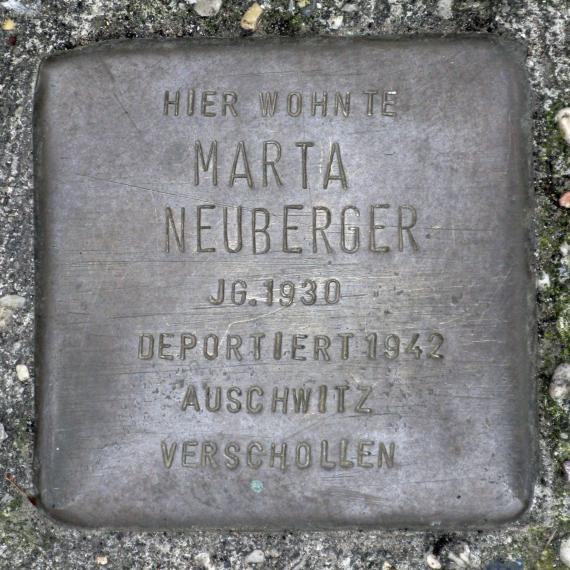 HIER WOHNTE
MARTA
NEUBERGER
JG. 1930
DEPORTIERT 1942
AUSCHWITZ
VERSCHOLLEN